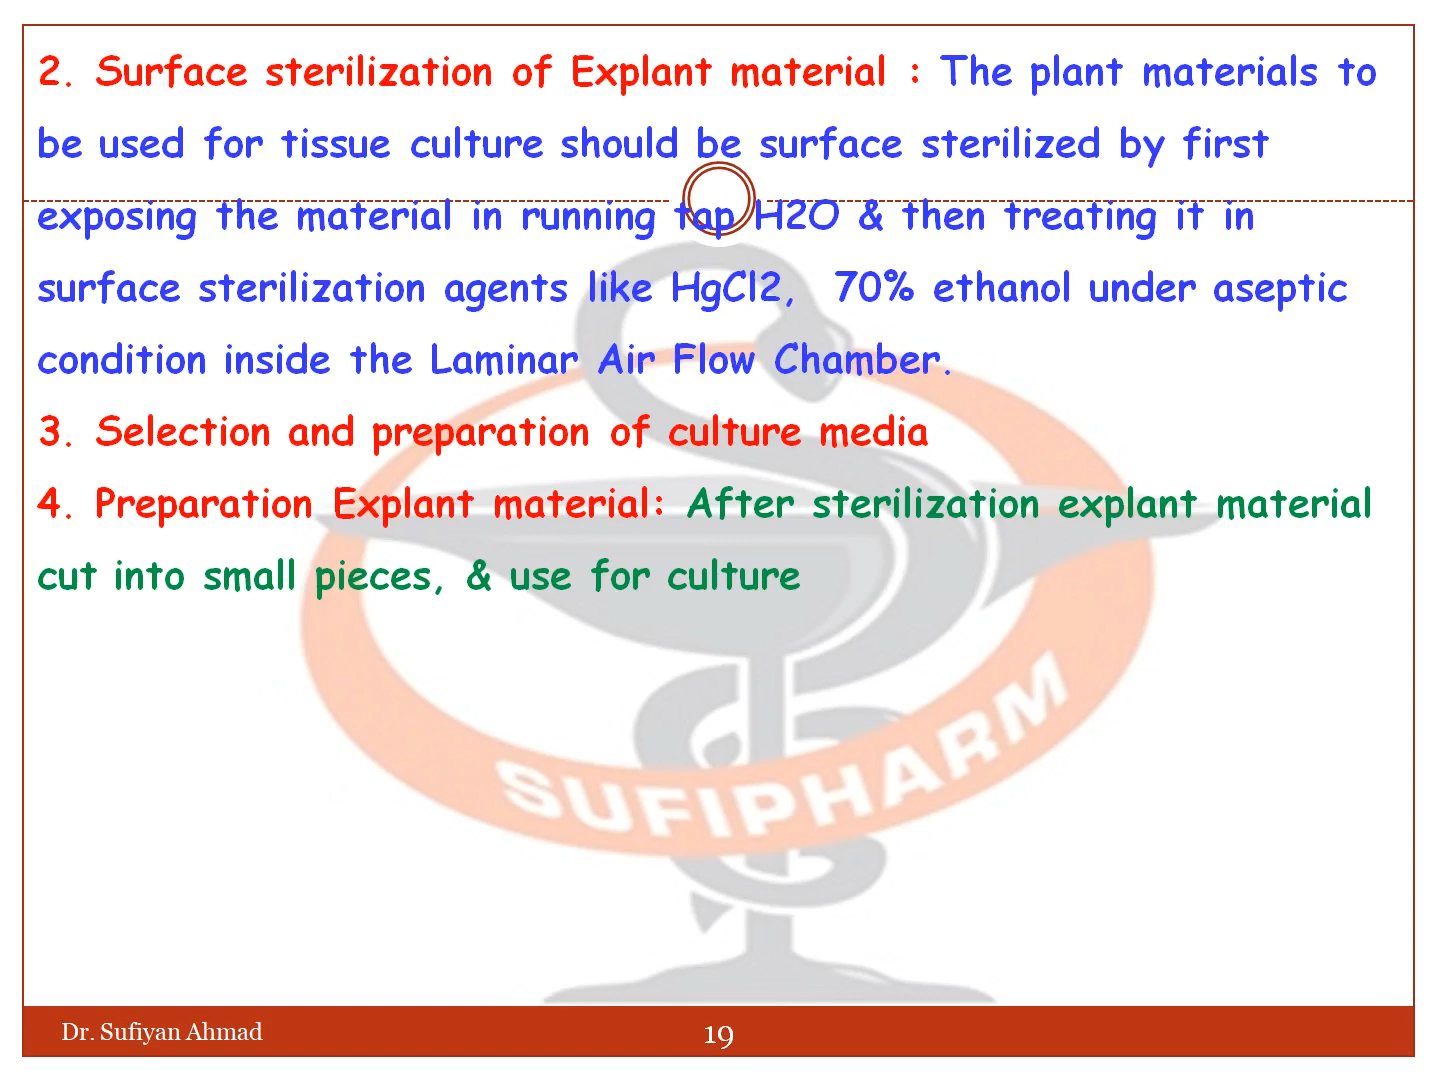 2. Surface sterilization of Explant material : The plant materials to
be used for tissue culture should be surface sterilized by first
exposing the material in running tap H2O & then treating it in
surface sterilization agents like HgCl2, 70% ethanol under aseptic
condition inside the Laminar Air Flow Chamber.
3. Selection and preparation of culture media
4. Preparation Explant material: After sterilization explant material
cut into small pieces, & use for culture
SUFIPHARM
Dr. Sufiyan Ahmad
19